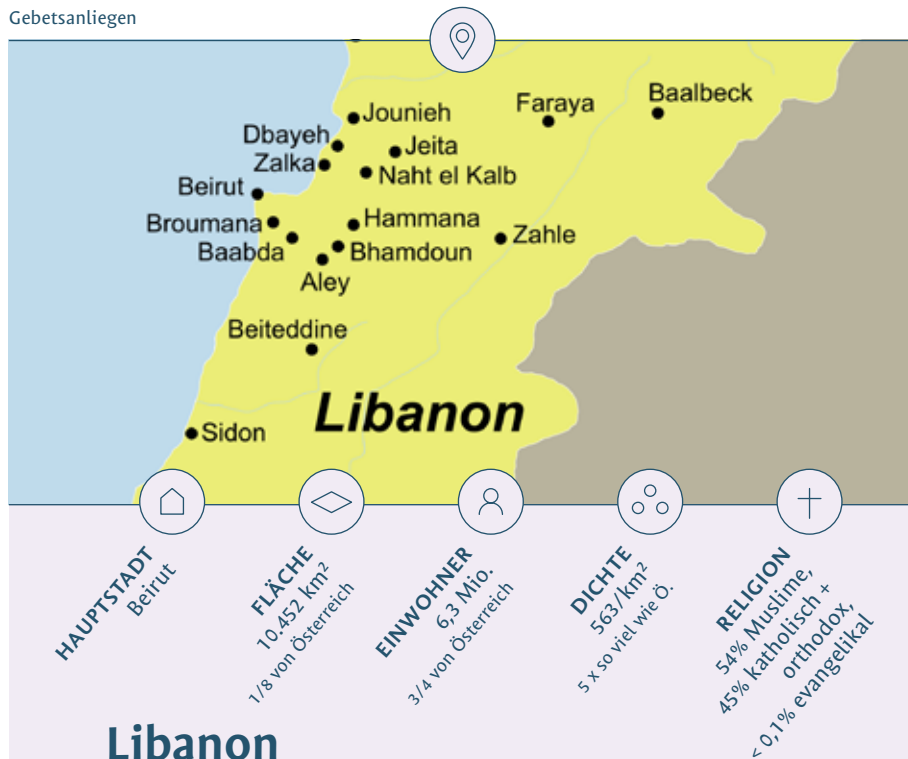 Gebetsanliegen
Jounieh
Faraya
Baalbeck
Dbayeh
Jeita
Zalka
Naht el Kalb
Beirut
Broumana
Hammana
Baabda
Bhamdoun
Zahle
Aley
Beiteddine
Libanon
Sidon
HAUPTSTADT
Beirut
FLÄCHE
10.452 km²
1/8 von Österreich
EINWOHNER
6,3 Mio.
3/4 von Österreich
DICHTE
563/km²
5 x so viel wie Ö.
RELIGION
54% Muslime,
45% katholisch +
orthodox,
< 0,1% evangelikal
Libanon